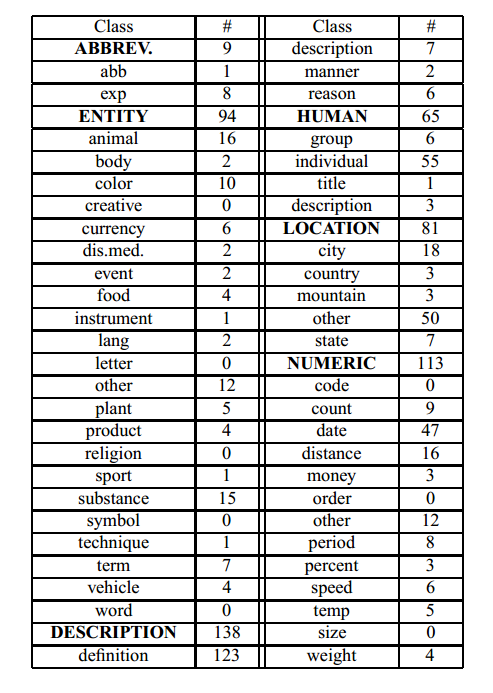 Class # Class #
ABBREV. 9 description 7
abb 1 manner 2
exp 8 reason 6
ENTITY 94 HUMAN 65
animal 16 group 6
body 2 individual 55
color 10 title 1
creative 0 description 3
currency 6 LOCATION 81
dis.med. 2 city 18
event 2 country 3
food 4 mountain 3
instrument 1 other 50
lang 2 state 7
letter 0 NUMERIC 113
other 12 code 0
plant 5 count 9
product 4 date 47
religion 0 distance 16
sport 1 money 3
substance 15 order 0
symbol 0 other 12
technique 1 period 8
term 7 percent 3
vehicle 4 speed 6
word 0 temp 5
DESCRIPTION 138 size 0
definition 123 weight 4